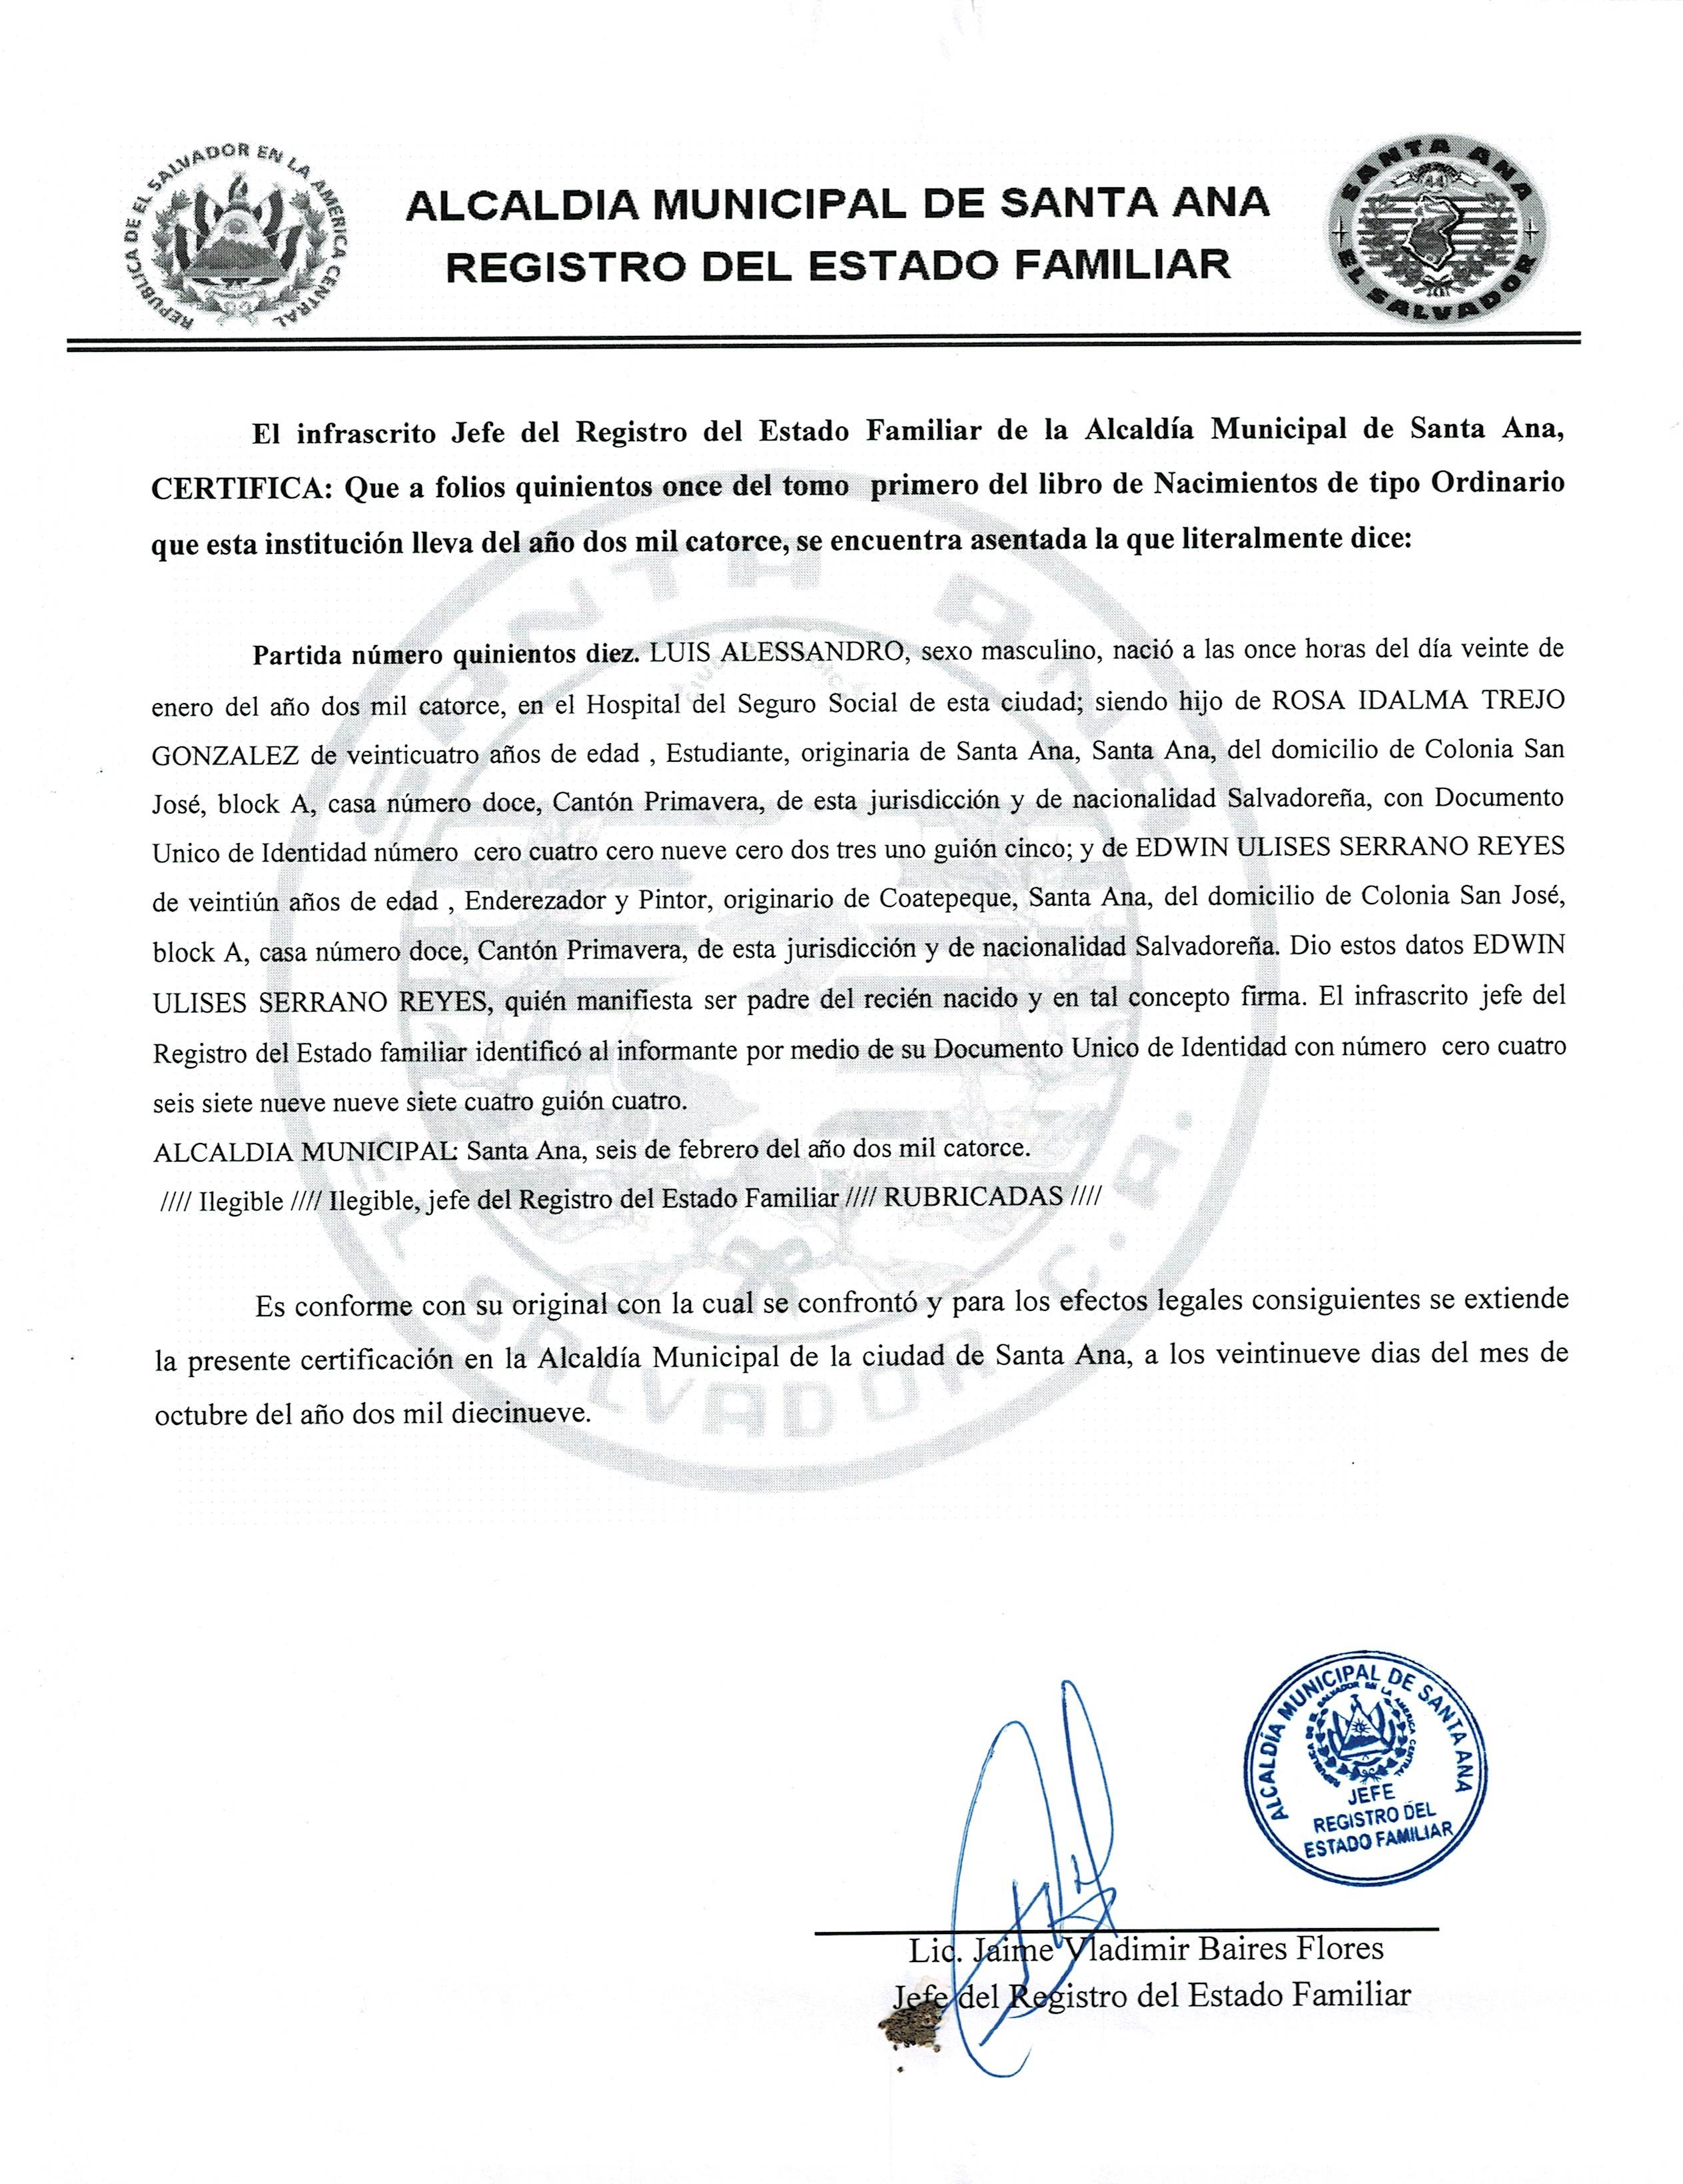 REPUBLICA DE EL SALVADOR EN LA AMERICA CENTRAL
ALCALDIA MUNICIPAL DE SANTA ANA
REGISTRO DEL ESTADO FAMILIAR
SANTA ANA
EL SALVADOR
El infrascrito Jefe del Registro del Estado Familiar de la Alcaldía Municipal de Santa Ana,
CERTIFICA: Que a folios quinientos once del tomo primero del libro de Nacimientos de tipo Ordinario
que esta institución lleva del año dos mil catorce, se encuentra asentada la que literalmente dice:
Partida número quinientos diez. LUIS ALESSANDRO, sexo masculino, nació a las once horas del día veinte de
enero del año dos mil catorce, en el Hospital del Seguro Social de esta ciudad; siendo hijo de ROSA IDALMA TREJO
GONZALEZ de veinticuatro años de edad , Estudiante, originaria de Santa Ana, Santa Ana, del domicilio de Colonia San
José, block A, casa número doce, Cantón Primavera, de esta jurisdicción y de nacionalidad Salvadoreña, con Documento
Unico de Identidad número cero cuatro cero nueve cero dos tres uno guión cinco; y de EDWIN ULISES SERRANO REYES
de veintiún años de edad , Enderezador y Pintor, originario de Coatepeque, Santa Ana, del domicilio de Colonia San José,
block A, casa número doce, Cantón Primavera, de esta jurisdicción y de nacionalidad Salvadoreña. Dio estos datos EDWIN
ULISES SERRANO REYES, quién manifiesta ser padre del recién nacido y en tal concepto firma. El infrascrito jefe del
Registro del Estado familiar identificó al informante por medio de su Documento Unico de Identidad con número cero cuatro
seis siete nueve nueve siete cuatro guión cuatro.
ALCALDIA MUNICIPAL: Santa Ana, seis de febrero del año dos mil catorce.
//// Ilegible //// Ilegible, jefe del Registro del Estado Familiar //// RUBRICADAS ////
Es conforme con su original con la cual se confrontó y para los efectos legales consiguientes se extiende
la presente certificación en la Alcaldía Municipal de la ciudad de Santa Ana, a los veintinueve dias del mes de
octubre del año dos mil diecinueve.
ALCALDÍA MUNICIPAL DE SANTA ANA
REPUBLICA DE EL SALVADOR EN LA AMERICA CENTRAL
JEFE
REGISTRO DEL
ESTADO FAMILIAR
Lic. Jaime Vladimir Baires Flores
Jefe del Registro del Estado Familiar